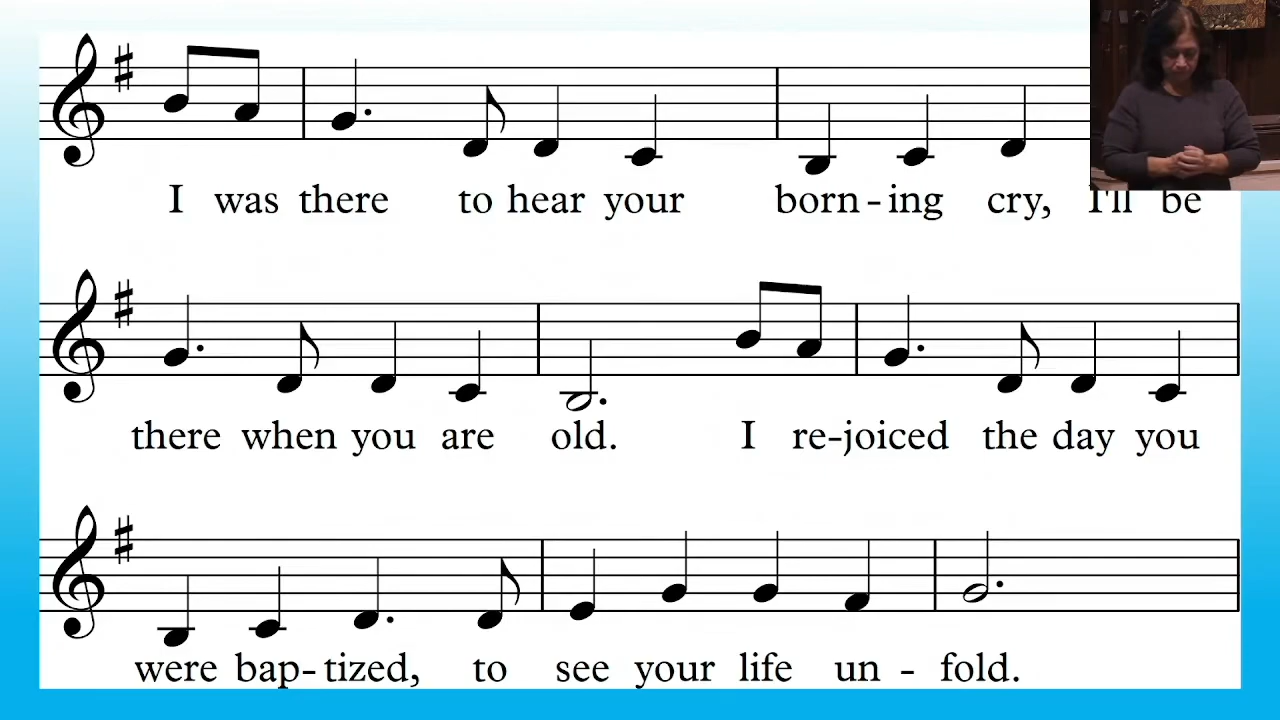 I was there to hear your born - ing cry, I'll be
there when you are old. I re-joiced the day you
were bap-tized, to see your life un - fold.